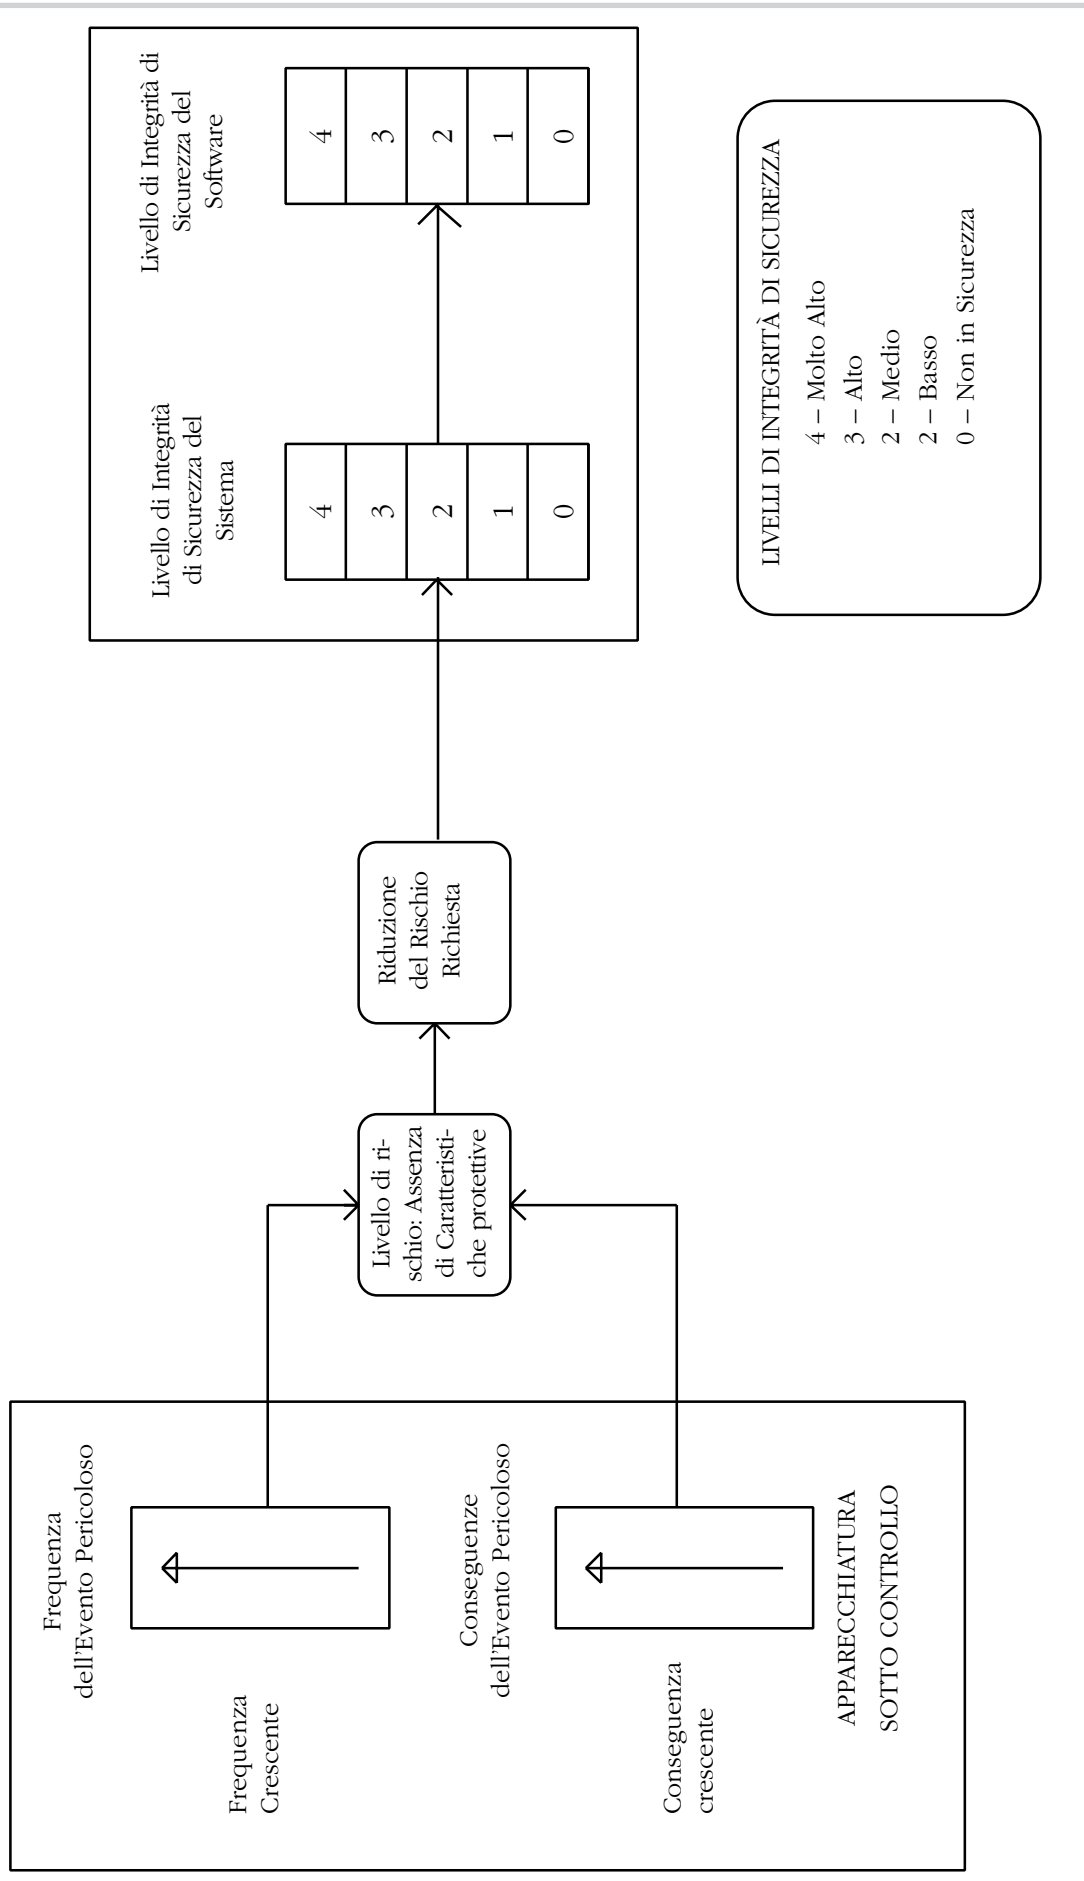 Frequenza
dell'Evento Pericoloso
Frequenza
Crescente
Conseguenze
dell'Evento Pericoloso
Conseguenza
crescente
APPARECCHIATURA
SOTTO CONTROLLO
Livello di ri-
schio: Assenza
di Caratteristi-
che protettive
Riduzione
del Rischio
Richiesta
Livello di Integrità
di Sicurezza del
Sistema
4
3
2
1
0
Livello di Integrità di
Sicurezza del
Software
4
3
2
1
0
LIVELLI DI INTEGRITÀ DI SICUREZZA
4 – Molto Alto
3 – Alto
2 – Medio
2 – Basso
0 – Non in Sicurezza